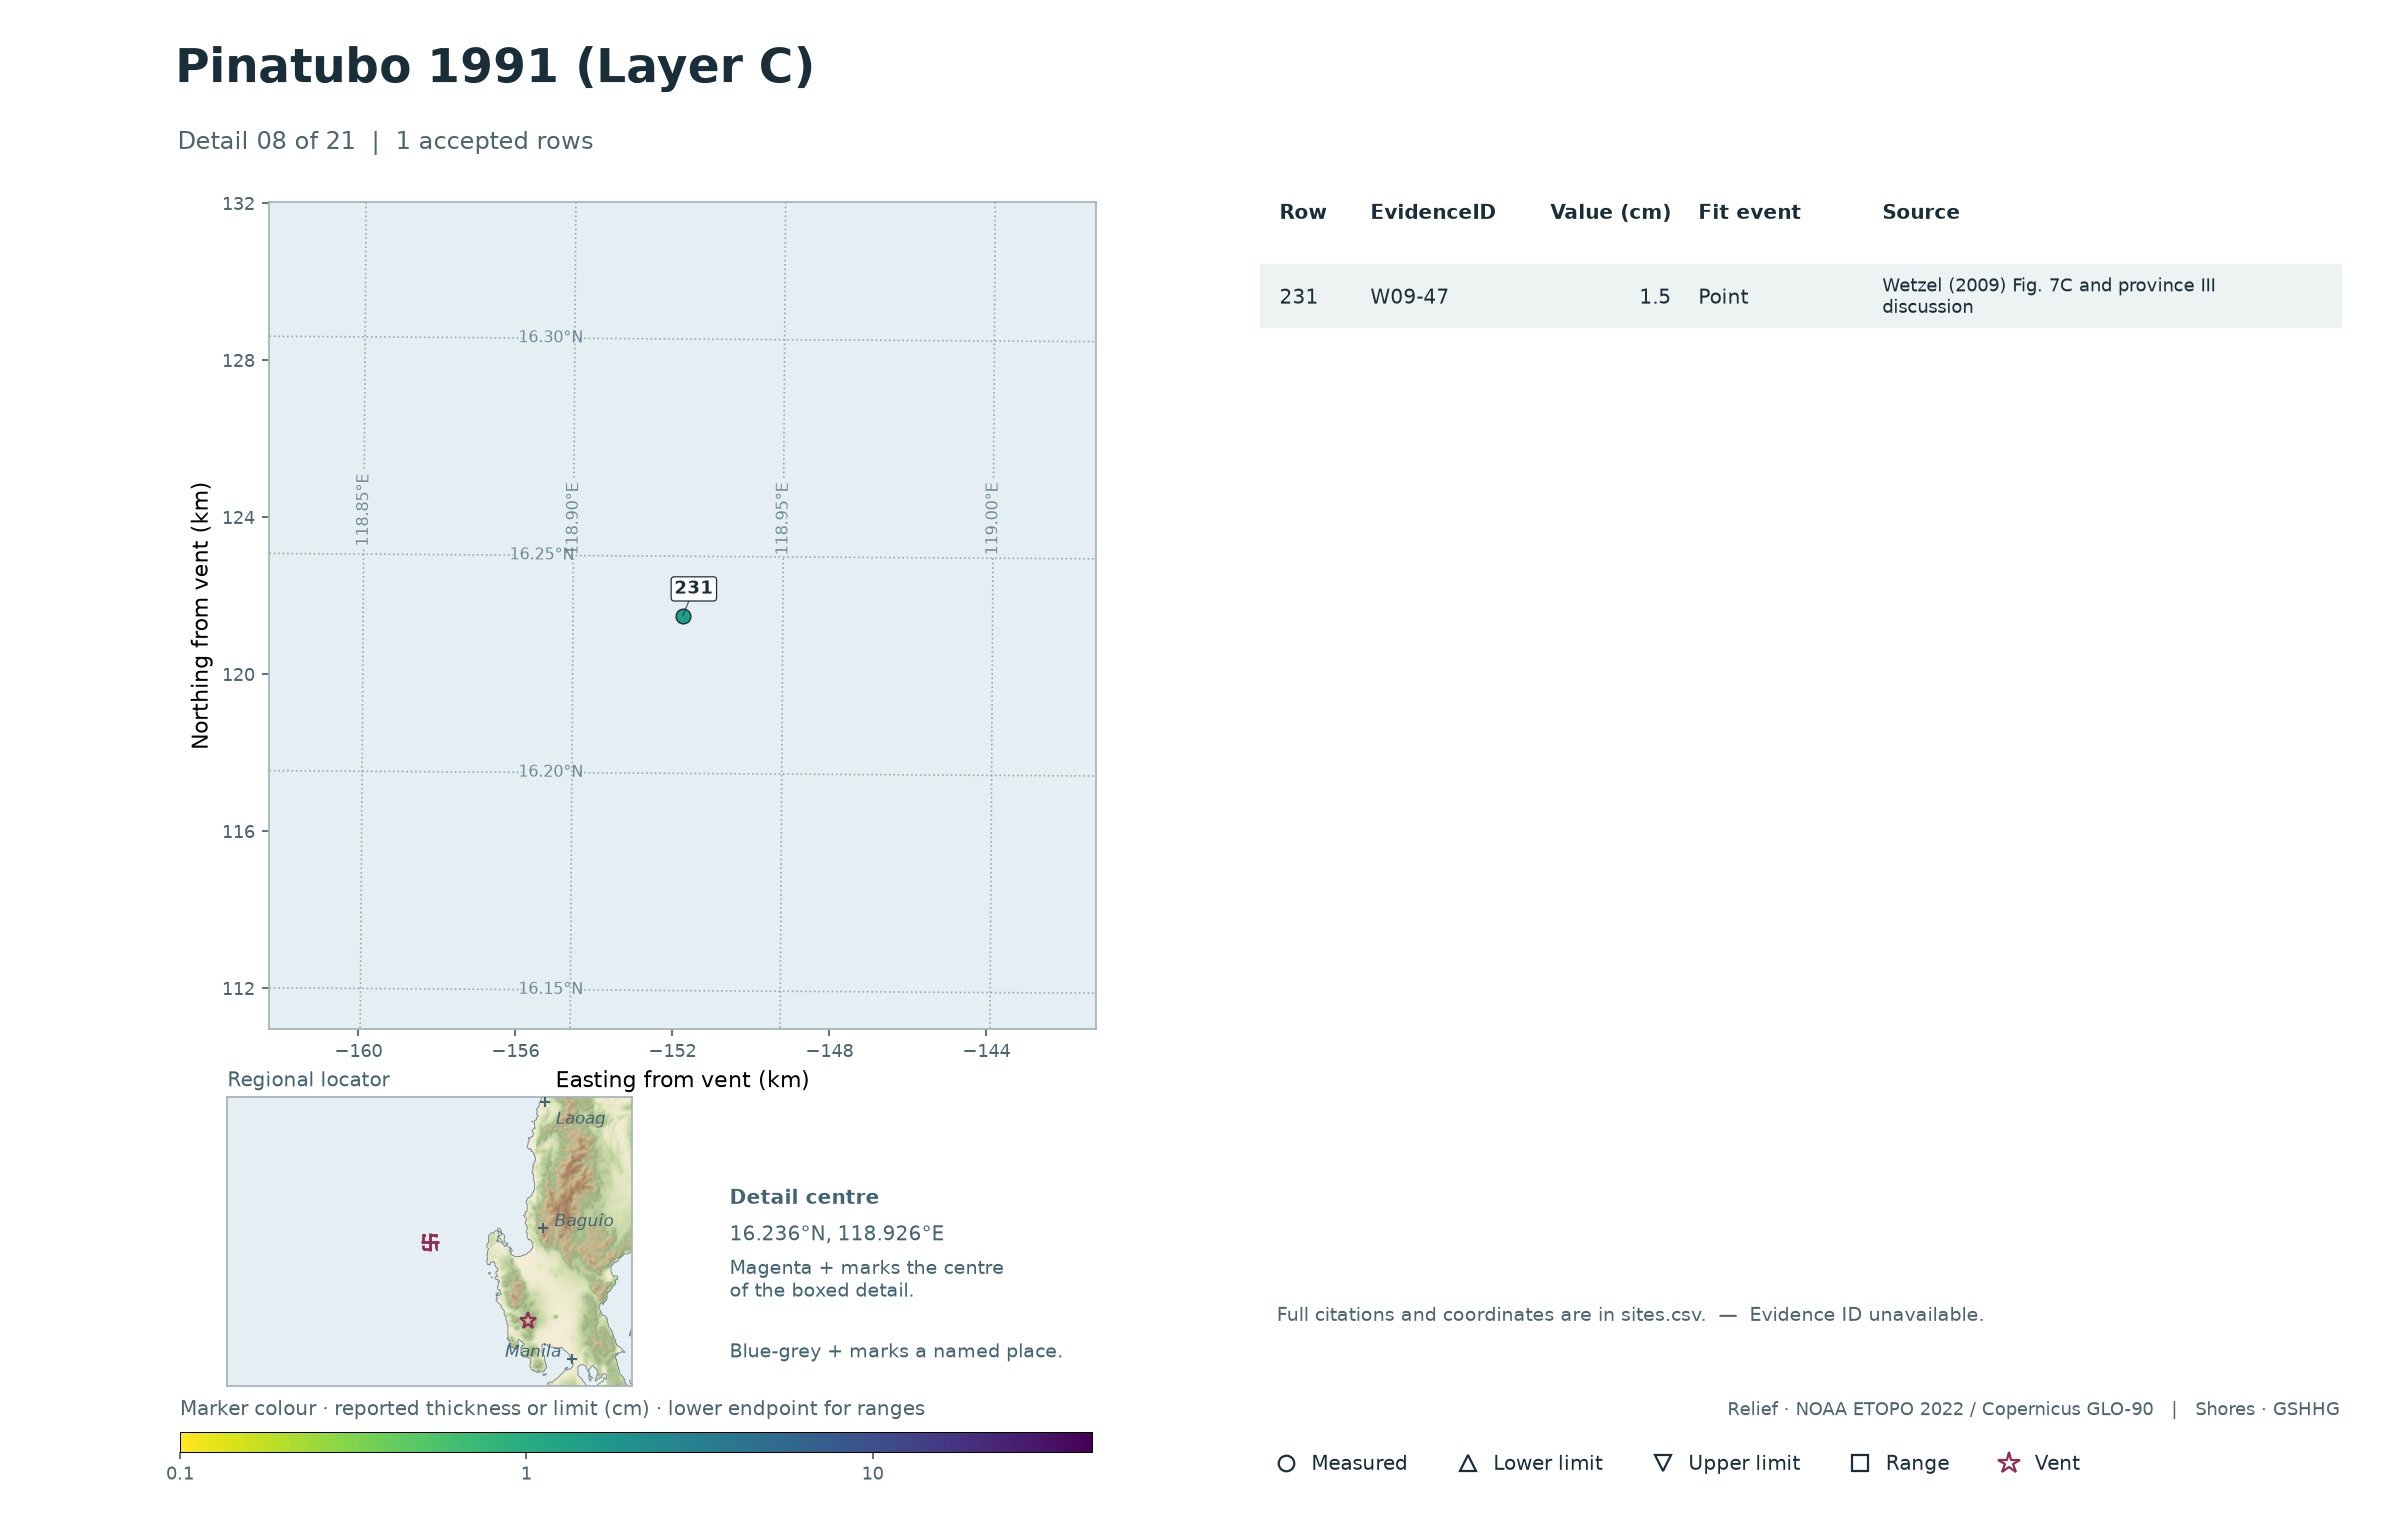 Pinatubo 1991 (Layer C)
Detail 08 of 21 | 1 accepted rows
132
128
124
120
116
112
Northing from vent (km)
16.30°N
16.25°N
16.20°N
16.15°N
118.85°E
118.90°E
118.95°E
119.00°E
231
−160
−156
−152
−148
−144
Easting from vent (km)
Row EvidenceID Value (cm) Fit event Source
231 W09-47 1.5 Point Wetzel (2009) Fig. 7C and province III
discussion
Regional locator
Laoag
Baguio
Manila
Detail centre
16.236°N, 118.926°E
Magenta + marks the centre
of the boxed detail.
Blue-grey + marks a named place.
Full citations and coordinates are in sites.csv. — Evidence ID unavailable.
Marker colour · reported thickness or limit (cm) · lower endpoint for ranges
0.1
1
10
Relief · NOAA ETOPO 2022 / Copernicus GLO-90 | Shores · GSHHG
Measured
Lower limit
Upper limit
Range
Vent